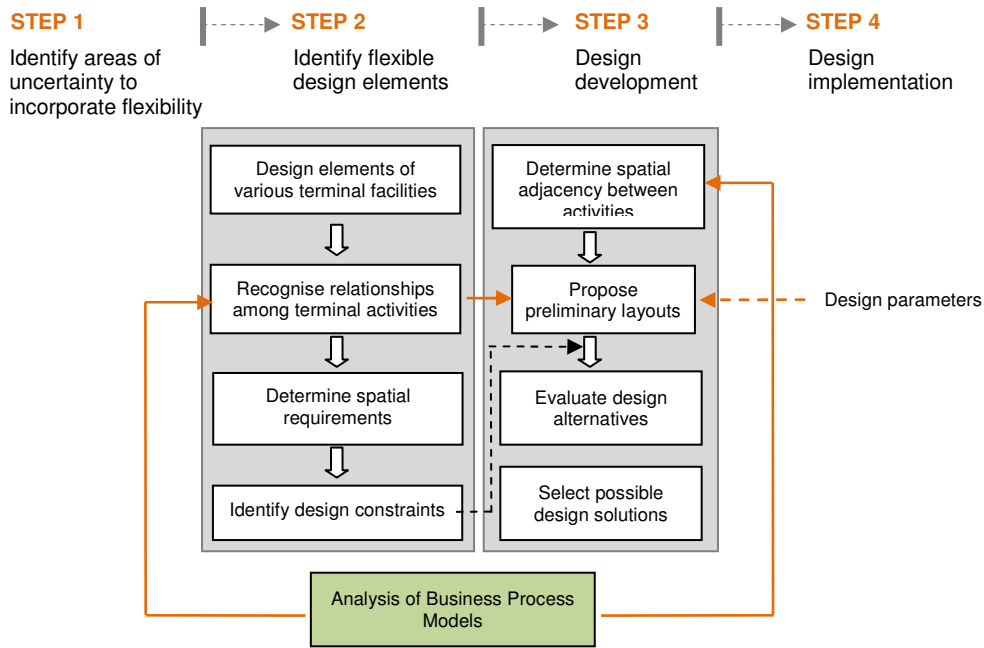 STEP 1
Identify areas of
uncertainty to
incorporate flexibility
STEP 2
Identify flexible
design elements
STEP 3
Design
development
STEP 4
Design
implementation
Design elements of
various terminal facilities
Recognise relationships
among terminal activities
Determine spatial
requirements
Identify design constraints
Determine spatial
adjacency between
activities
Propose
preliminary layouts
Evaluate design
alternatives
Select possible
design solutions
Design parameters
Analysis of Business Process
Models